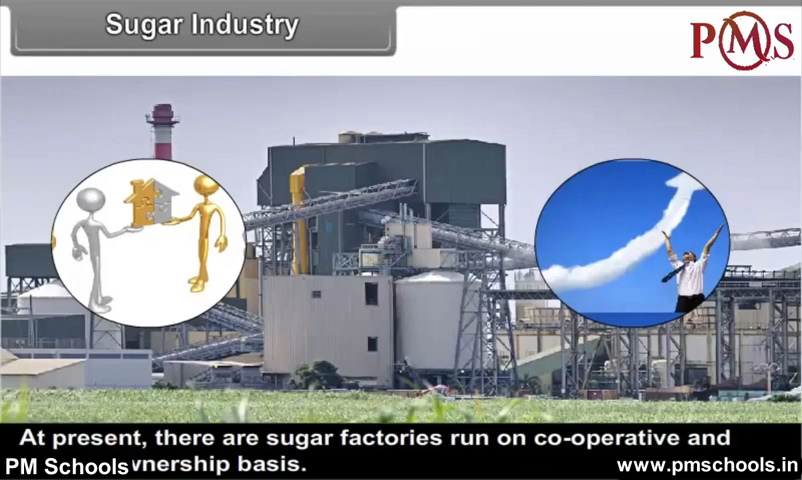 Sugar Industry
PMS
At present, there are sugar factories run on co-operative and
PM Schools wnership basis.
www.pmschools.in